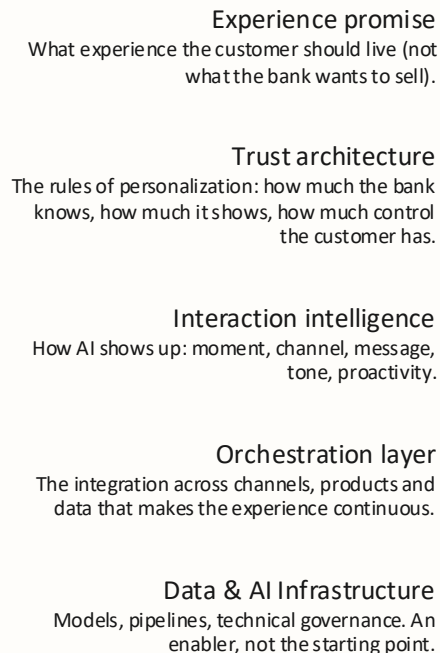 Experience promise
What experience the customer should live (not
what the bank wants to sell).
Trust architecture
The rules of personalization: how much the bank
knows, how much it shows, how much control
the customer has.
Interaction intelligence
How AI shows up: moment, channel, message,
tone, proactivity.
Orchestration layer
The integration across channels, products and
data that makes the experience continuous.
Data & AI Infrastructure
Models, pipelines, technical governance. An
enabler, not the starting point.